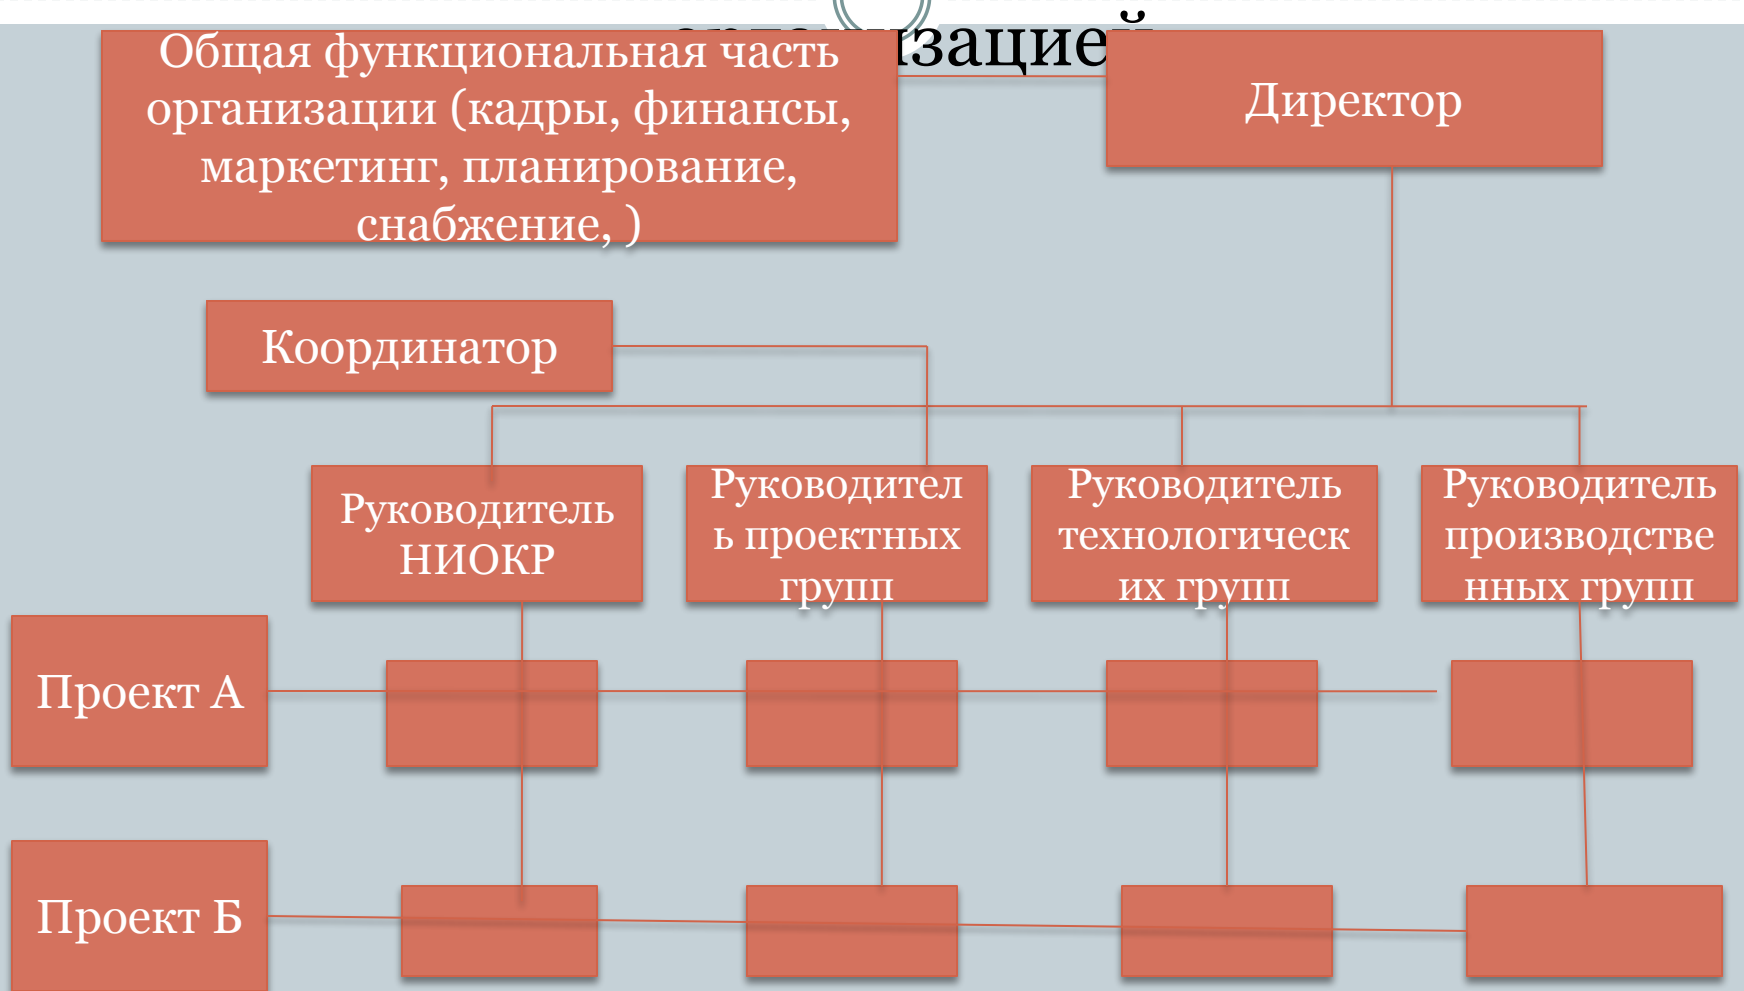 Общая функциональная часть
организации (кадры, финансы,
маркетинг, планирование,
снабжение, )
Директор
Координатор
Руководитель
НИОКР
Руководител
ь проектных
групп
Руководитель
технологическ
их групп
Руководитель
производстве
нных групп
Проект А
Проект Б